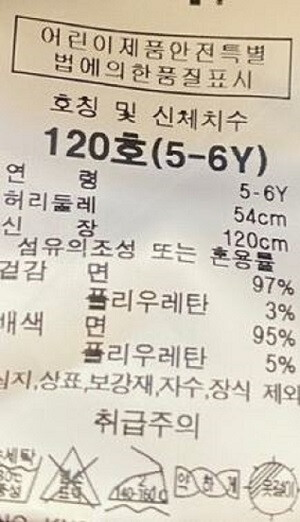 어린이제품안전특별
법에의한품질표시
호칭 및 신체치수
120호(5-6Y)
연 령 5-6Y
허리둘레 54cm
신 장 120cm
섬유의조성 또는 혼용률
겉감 면 97%
폴리우레탄 3%
배색 면 95%
폴리우레탄 5%
심지,상표,보강재,자수,장식 제외
취급주의
140-160℃